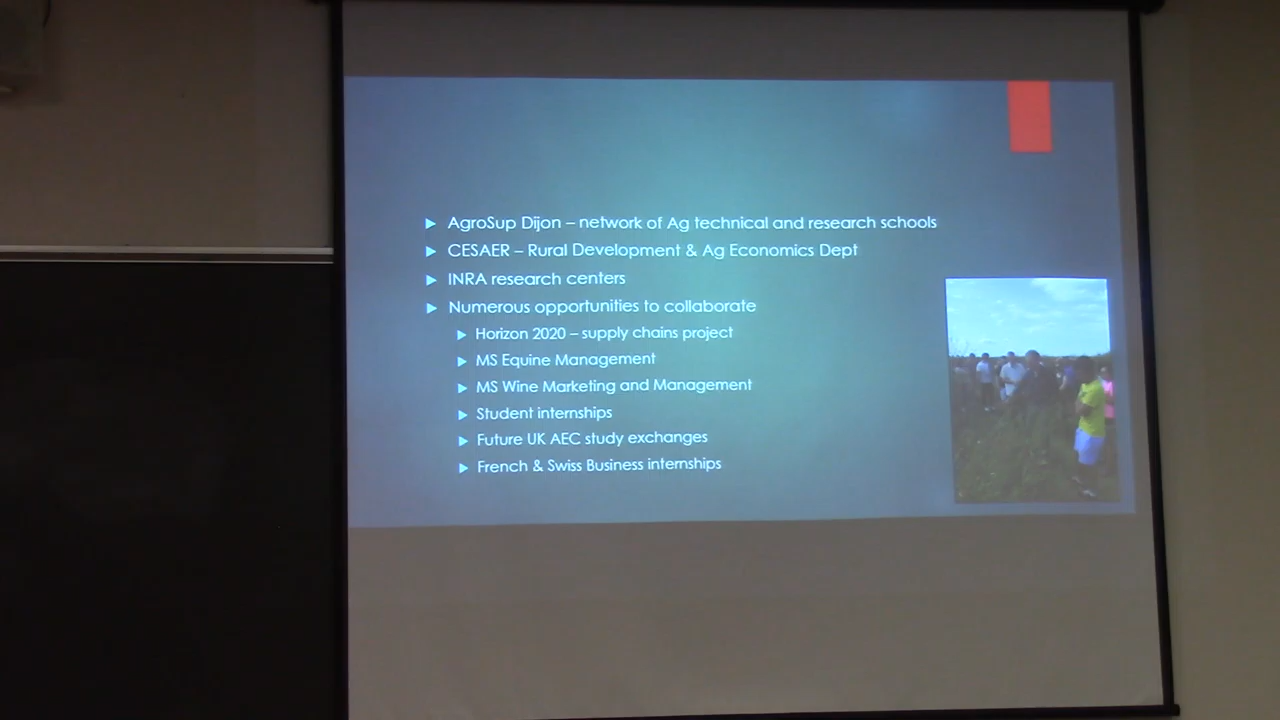 AgroSup Dijon – network of Ag technical and research schools
CESAER – Rural Development & Ag Economics Dept
INRA research centers
Numerous opportunities to collaborate
Horizon 2020 – supply chains project
MS Equine Management
MS Wine Marketing and Management
Student internships
Future UK AEC study exchanges
French & Swiss Business internships